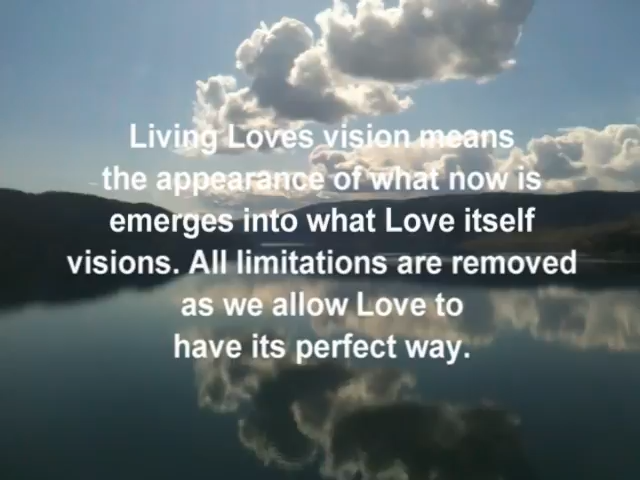 Living Loves vision means
the appearance of what now is
emerges into what Love itself
visions. All limitations are removed
as we allow Love to
have its perfect way.